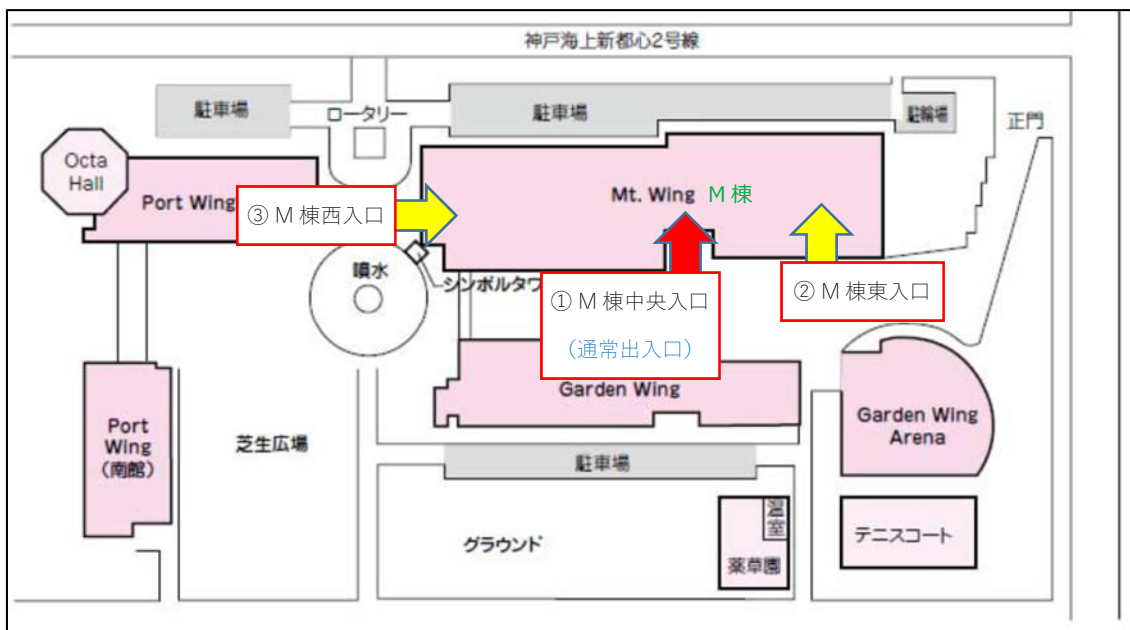 神戸海上新都心2号線
駐車場
ロータリー
駐車場
駐輪場
正門
Octa
Hall
Port Wing
③ M 棟西入口
Mt. Wing M 棟
噴水
シンボルタワ
① M 棟中央入口
（通常出入口）
② M 棟東入口
Garden Wing
Port
Wing
（南館）
芝生広場
Garden Wing
Arena
駐車場
グラウンド
温室
薬草園
テニスコート